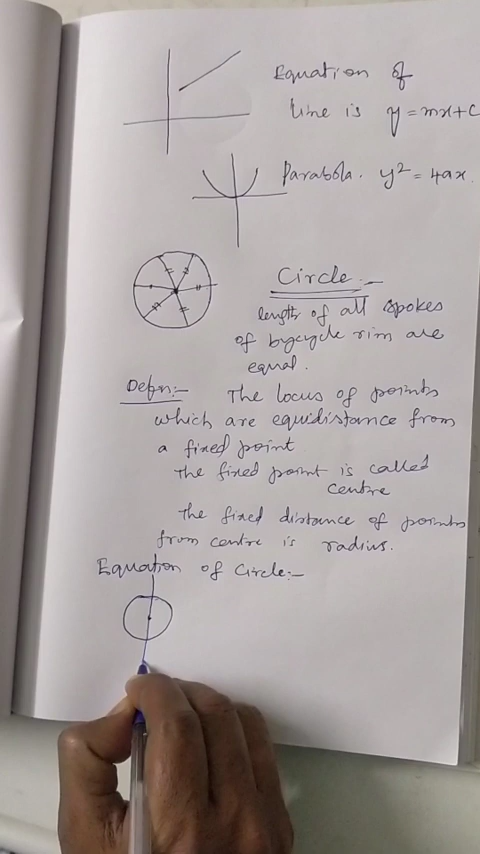 Equation of
line is y = mx+c
Parabola. y² = 4ax.
Circle:-
length of all spokes
of bycycle rim are
equal.
Defn:- The locus of points
which are equidistance from
a fixed point
The fixed point is called
centre
The fixed distance of points
from centre is radius.
Equation of Circle:-